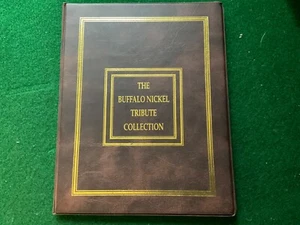 THE
BUFFALO NICKEL
TRIBUTE
COLLECTION